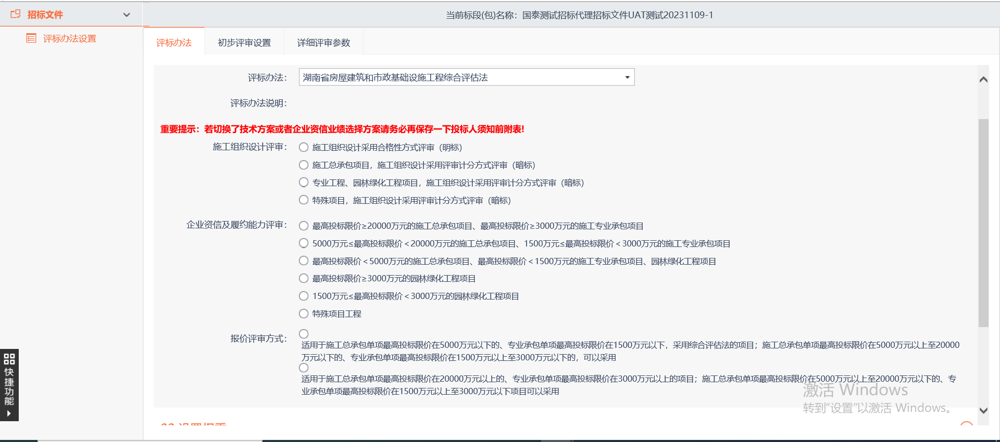 招标文件
当前标段(包)名称：国泰测试招标代理招标文件UAT测试20231109-1
评标办法设置
评标办法
初步评审设置
详细评审参数
评标办法：
湖南省房屋建筑和市政基础设施工程综合评估法
评标办法说明：
重要提示：若切换了技术方案或者企业资信业绩选择方案请务必再保存一下投标人须知前附表!
施工组织设计评审：
施工组织设计采用合格性方式评审（明标）
施工总承包项目，施工组织设计采用评审计分方式评审（暗标）
专业工程、园林绿化工程项目，施工组织设计采用评审计分方式评审（暗标）
特殊项目，施工组织设计采用评审计分方式评审（暗标）
企业资信及履约能力评审：
最高投标限价≥20000万元的施工总承包项目、最高投标限价≥3000万元的施工专业承包项目
5000万元≤最高投标限价＜20000万元的施工总承包项目、1500万元≤最高投标限价＜3000万元的施工专业承包项目
最高投标限价＜5000万元的施工总承包项目、最高投标限价＜1500万元的施工专业承包项目、园林绿化工程项目
最高投标限价≥3000万元的园林绿化工程项目
1500万元≤最高投标限价＜3000万元的园林绿化工程项目
特殊项目工程
报价评审方式：
适用于施工总承包单项最高投标限价在5000万元以下的、专业承包单项最高投标限价在1500万元以下，采用综合评估法的项目；施工总承包单项最高投标限价在5000万元以上至20000
万元以下的、专业承包单项最高投标限价在1500万元以上至3000万元以下的，可以采用
适用于施工总承包单项最高投标限价在20000万元以上的、专业承包单项最高投标限价在3000万元以上的项目；施工总承包单项最高投标限价在5000万元以上至20000万元以下的、专
业承包单项最高投标限价在1500万元以上至3000万元以下项目可以采用
快捷功能
激活 Windows
转到“设置”以激活 Windows。